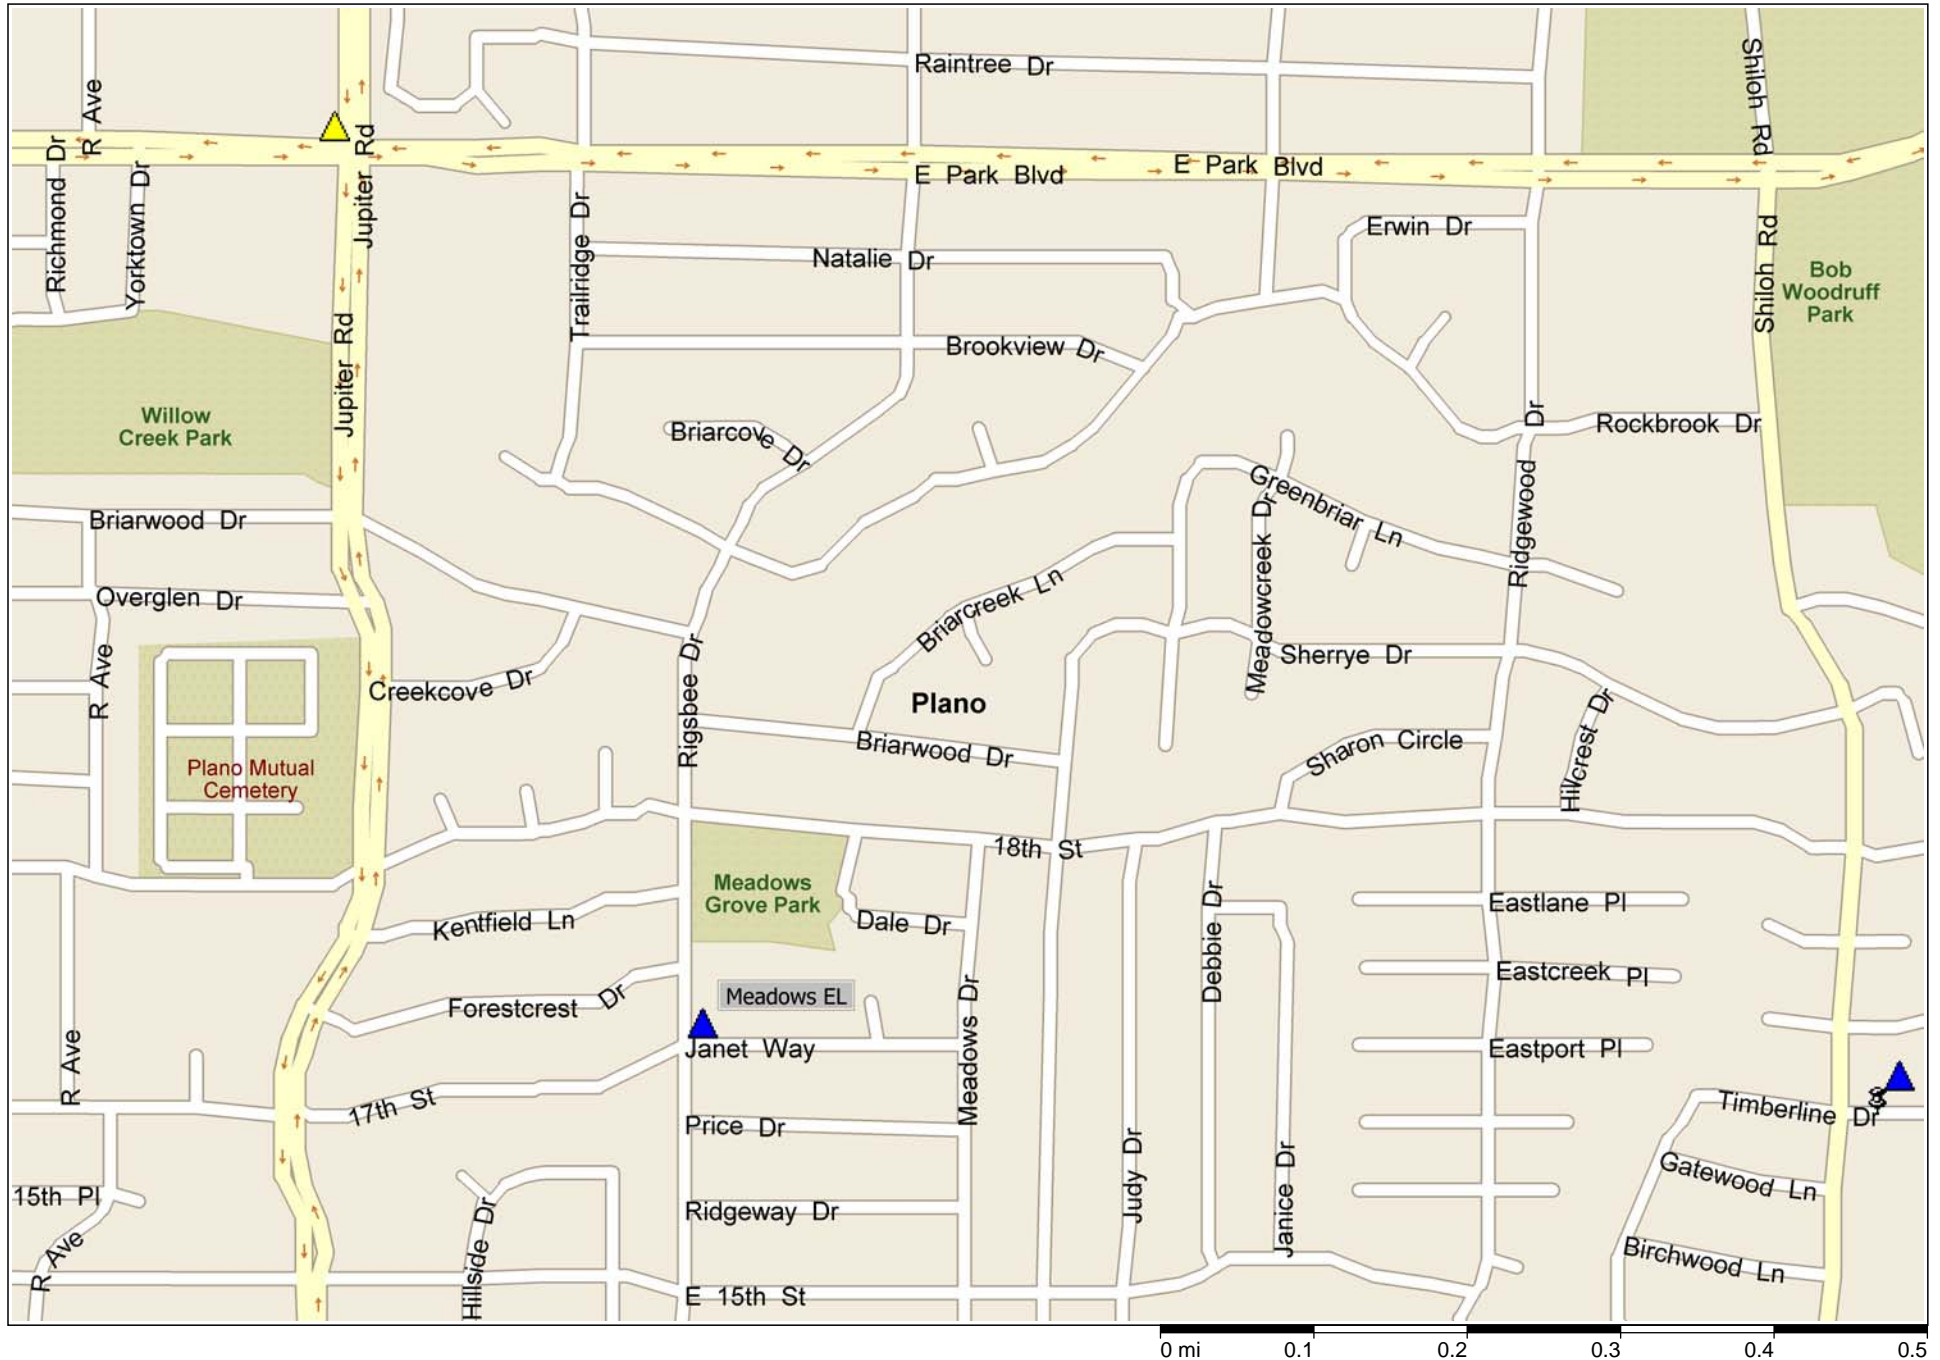 Raintree Dr
Shiloh Rd
R Ave
Jupiter Rd
Richmond Dr
Yorktown Dr
E Park Blvd
E Park Blvd
Jupiter Rd
Trailridge Dr
Erwin Dr
Shiloh Rd
Natalie Dr
Bob
Woodruff
Park
Brookview Dr
Jupiter Rd
Willow
Creek Park
Briarcove Dr
Rockbrook Dr
Ridgewood Dr
Greenbriar Ln
Meadowcreek Dr
Briarwood Dr
Overglen Dr
Briarcreek Ln
R Ave
Rigsbee Dr
Sherrye Dr
Creekcove Dr
Plano
Hillcrest Dr
Sharon Circle
Briarwood Dr
Plano Mutual
Cemetery
18th St
Meadows
Grove Park
Debbie Dr
Eastlane Pl
Kentfield Ln
Dale Dr
Eastcreek Pl
Meadows EL
Forestcrest Dr
Meadows Dr
Janet Way
Eastport Pl
R Ave
17th St
Timberline Dr
Price Dr
Judy Dr
Janice Dr
Gatewood Ln
15th Pl
Ridgeway Dr
Hillside Dr
R Ave
Birchwood Ln
E 15th St
0 mi 0.1 0.2 0.3 0.4 0.5